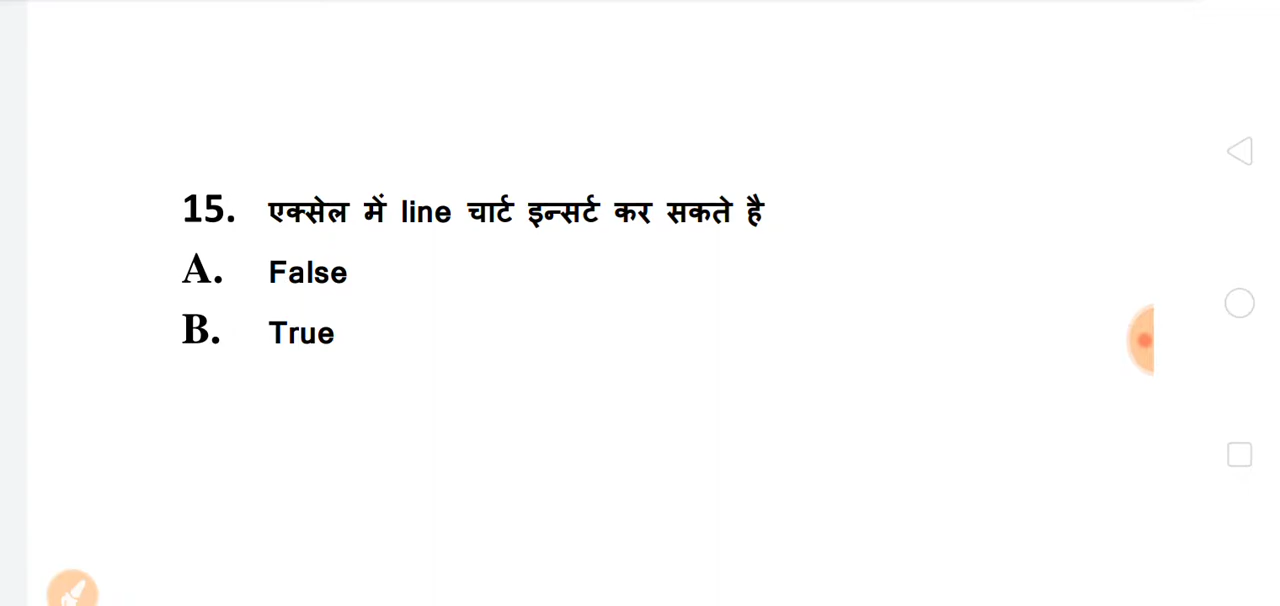 15. एक्सेल में line चार्ट इन्सर्ट कर सकते है
A. False
B. True